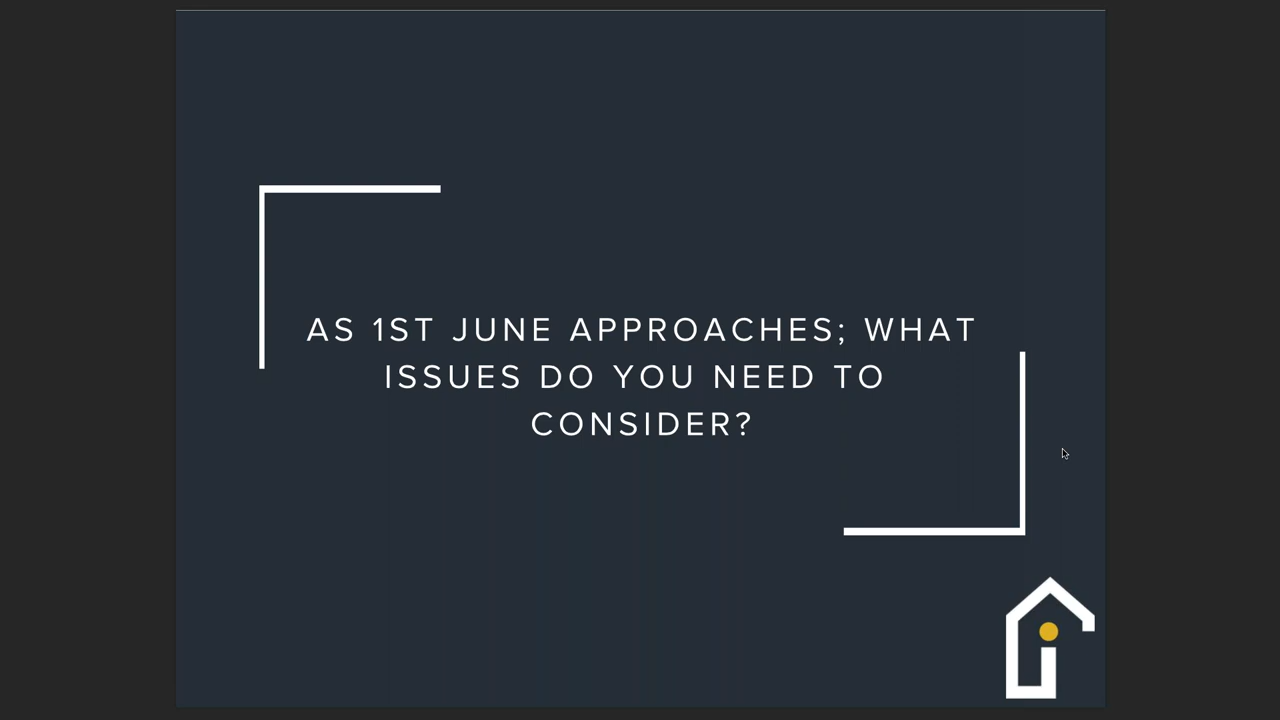 AS 1ST JUNE APPROACHES; WHAT
ISSUES DO YOU NEED TO
CONSIDER?